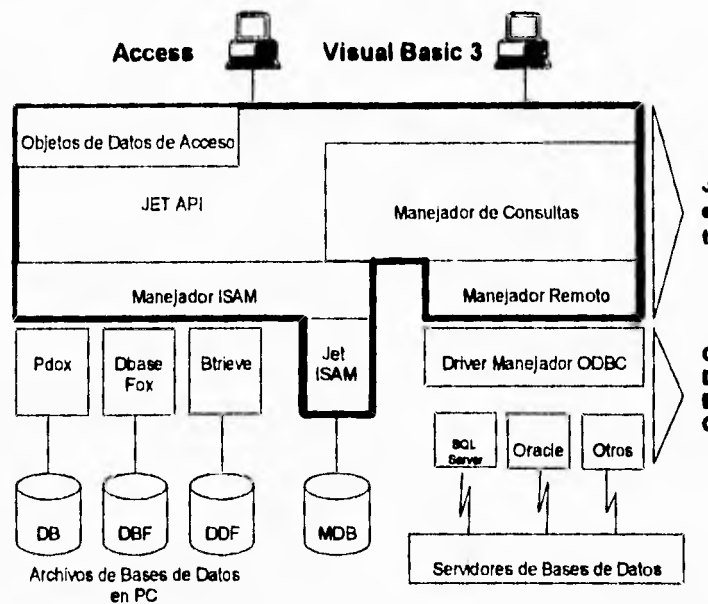 Access
Visual Basic 3
Objetos de Datos de Acceso
JET API
Manejador de Consultas
Manejador ISAM
Manejador Remoto
Pdox
Dbase
Fox
Btrieve
Jet
ISAM
Driver Manejador ODBC
SQL
Server
Oracle
Otros
DB
DBF
DDF
MDB
Servidores de Bases de Datos
Archivos de Bases de Datos
en PC